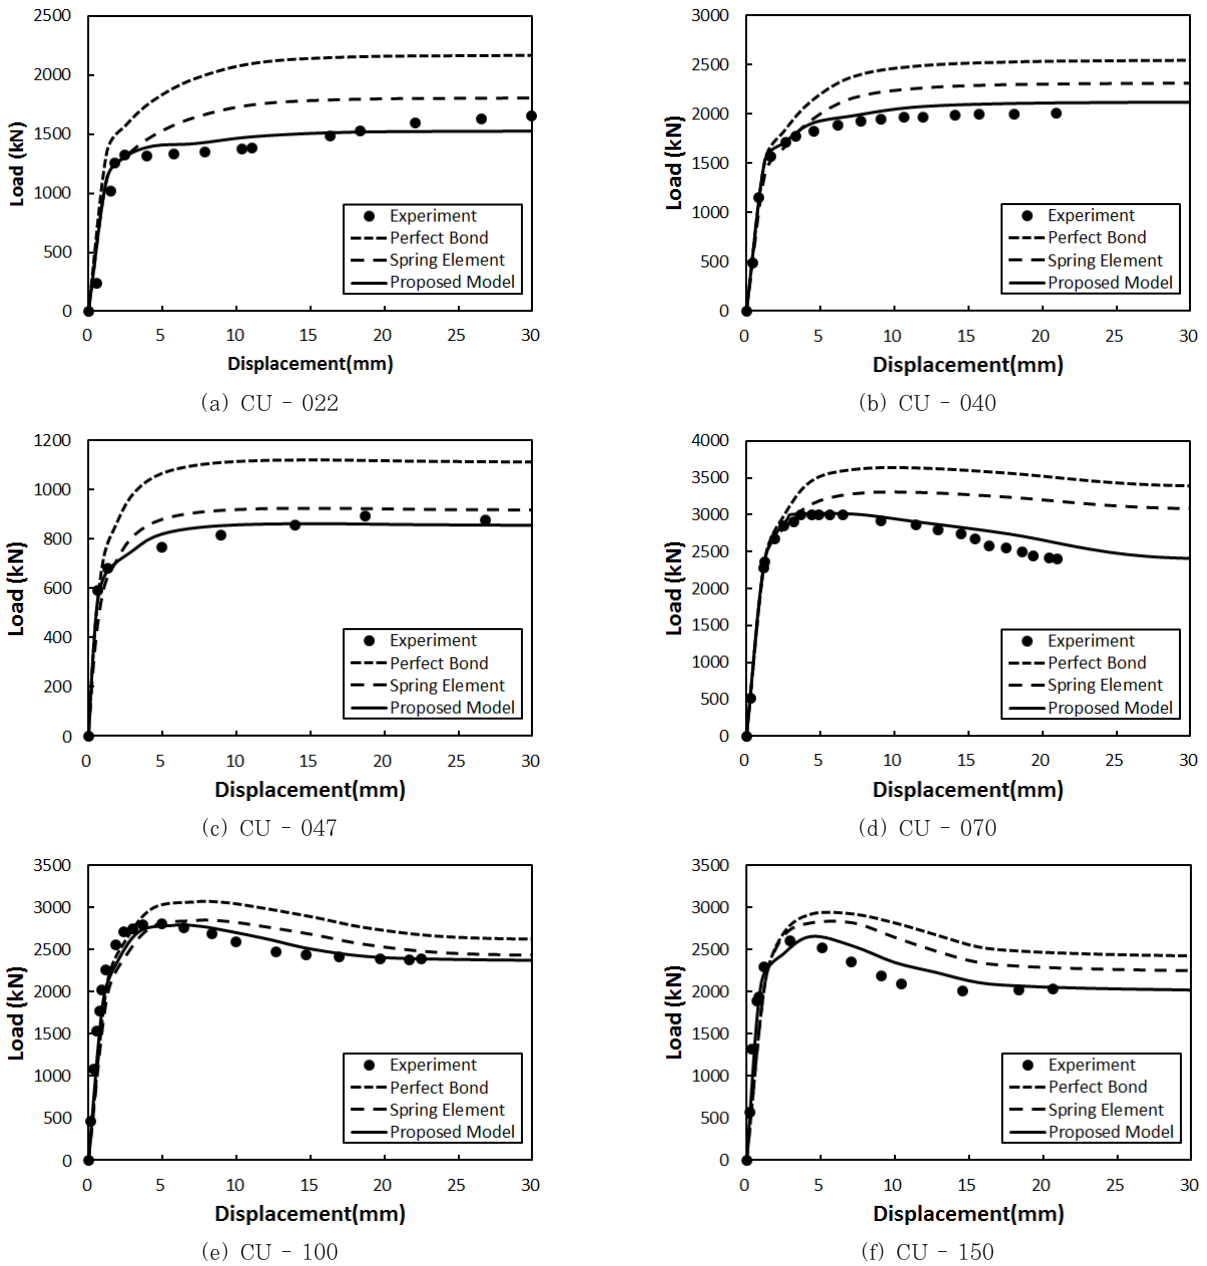 2500
2000
1500
1000
500
0
Load (kN)
Experiment
Perfect Bond
Spring Element
Proposed Model
0 5 10 15 20 25 30
Displacement(mm)
(a) CU - 022
3000
2500
2000
1500
1000
500
0
Load (kN)
Experiment
Perfect Bond
Spring Element
Proposed Model
0 5 10 15 20 25 30
Displacement(mm)
(b) CU - 040
1200
1000
800
600
400
200
0
Load (kN)
Experiment
Perfect Bond
Spring Element
Proposed Model
0 5 10 15 20 25 30
Displacement(mm)
(c) CU - 047
4000
3500
3000
2500
2000
1500
1000
500
0
Load (kN)
Experiment
Perfect Bond
Spring Element
Proposed Model
0 5 10 15 20 25 30
Displacement(mm)
(d) CU - 070
3500
3000
2500
2000
1500
1000
500
0
Load (kN)
Experiment
Perfect Bond
Spring Element
Proposed Model
0 5 10 15 20 25 30
Displacement(mm)
(e) CU - 100
3500
3000
2500
2000
1500
1000
500
0
Load (kN)
Experiment
Perfect Bond
Spring Element
Proposed Model
0 5 10 15 20 25 30
Displacement(mm)
(f) CU - 150